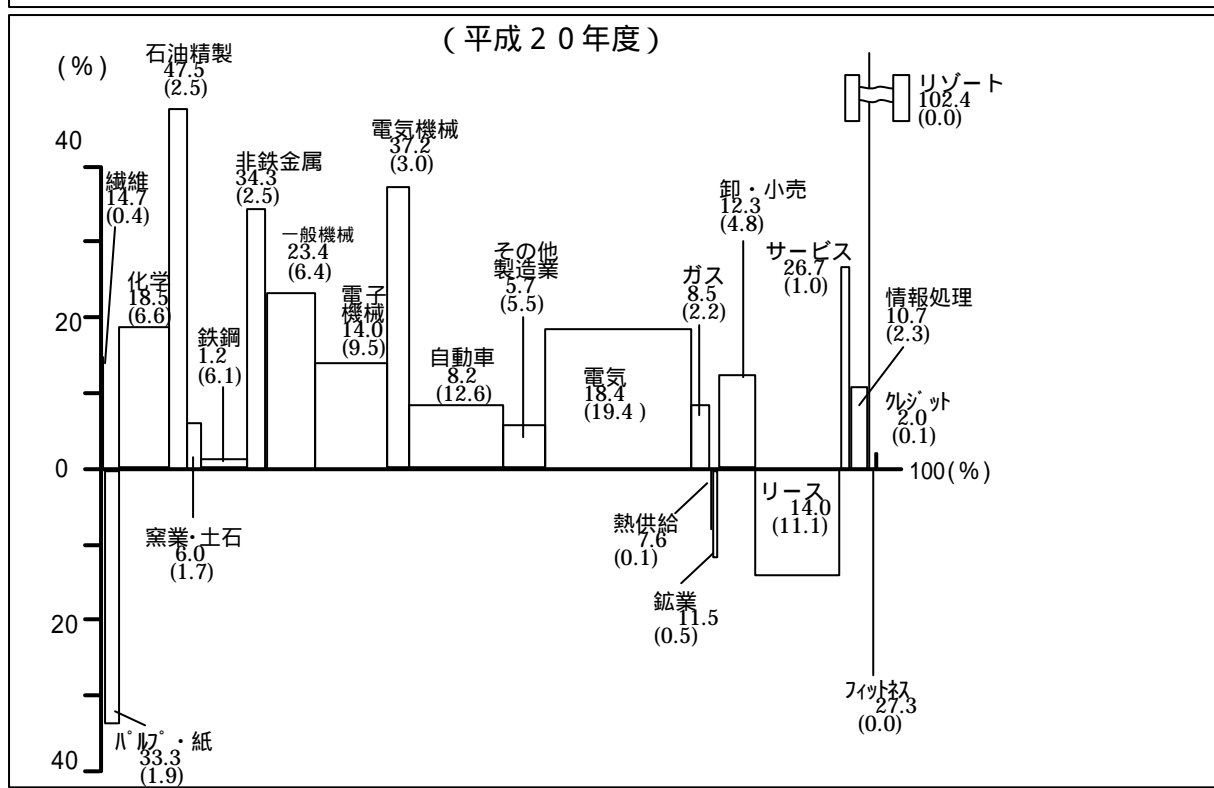 (平成20年度)
(%)
40
20
0
20
40
100(%)
繊維
14.7
(0.4)
パルプ・紙
33.3
(1.9)
化学
18.5
(6.6)
石油精製
47.5
(2.5)
窯業・土石
6.0
(1.7)
鉄鋼
1.2
(6.1)
非鉄金属
34.3
(2.5)
一般機械
23.4
(6.4)
電子
機械
14.0
(9.5)
電気機械
37.2
(3.0)
自動車
8.2
(12.6)
その他
製造業
5.7
(5.5)
電気
18.4
(19.4)
ガス
8.5
(2.2)
熱供給
7.6
(0.1)
鉱業
11.5
(0.5)
卸・小売
12.3
(4.8)
リース
14.0
(11.1)
サービス
26.7
(1.0)
情報処理
10.7
(2.3)
リゾート
102.4
(0.0)
フィットネス
27.3
(0.0)
クレジット
2.0
(0.1)